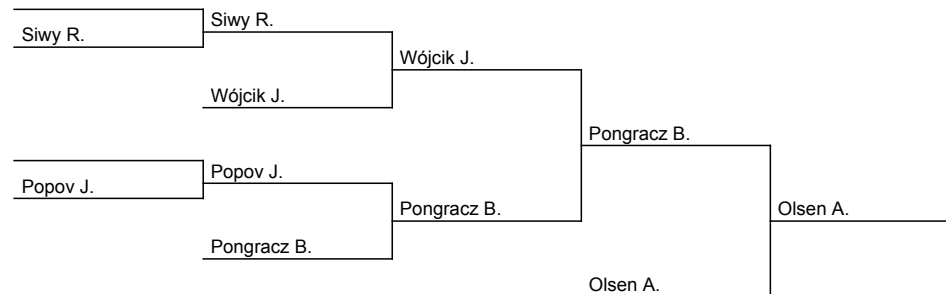 Siwy R.
Siwy R.
Wójcik J.
Wójcik J.
Pongracz B.
Popov J.
Popov J.
Pongracz B.
Olsen A.
Pongracz B.
Olsen A.